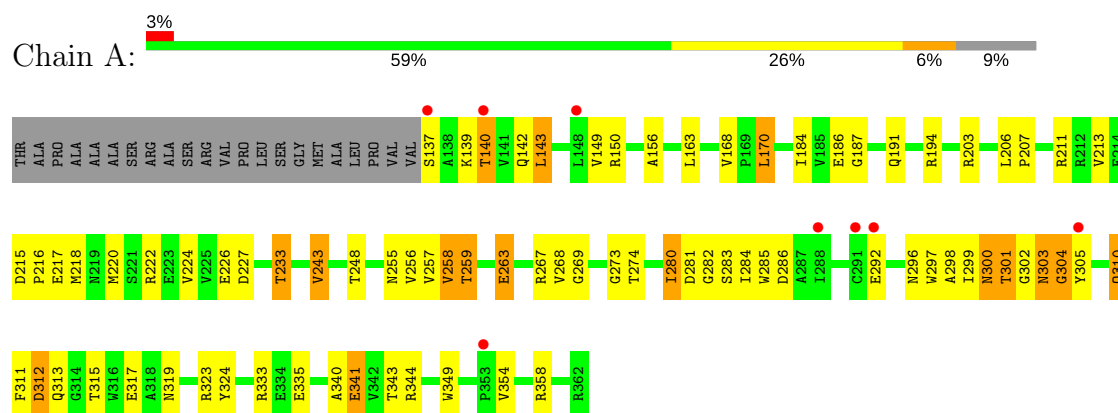 3%
Chain A:
59% 26% 6% 9%
THR ALA PRO ALA ALA ALA SER ARG ALA SER ARG VAL PRO LEU SER GLY MET ALA LEU PRO VAL VAL S137 A138 K139 T140 V141 Q142 L143 L148 V149 R150 A156 L163 V168 P169 L170 I184 V185 E186 G187 Q191 R194 R203 L206 P207 R211 R212 V213
D215 P216 E217 M218 N219 M220 S221 R222 E223 V224 V225 E226 D227 T233 V243 T248 N255 V256 V257 V258 T259 E263 R267 V268 G269 G273 T274 I280 D281 G282 S283 I284 W285 D286 A287 I288 C291 E292 N296 W297 A298 I299 N300 T301 G302 N303 G304 Y305
F311 D312 Q313 G314 T315 W316 E317 A318 N319 R323 Y324 R333 E334 E335 A340 E341 V342 T343 R344 W349 P353 V354 R358 R362